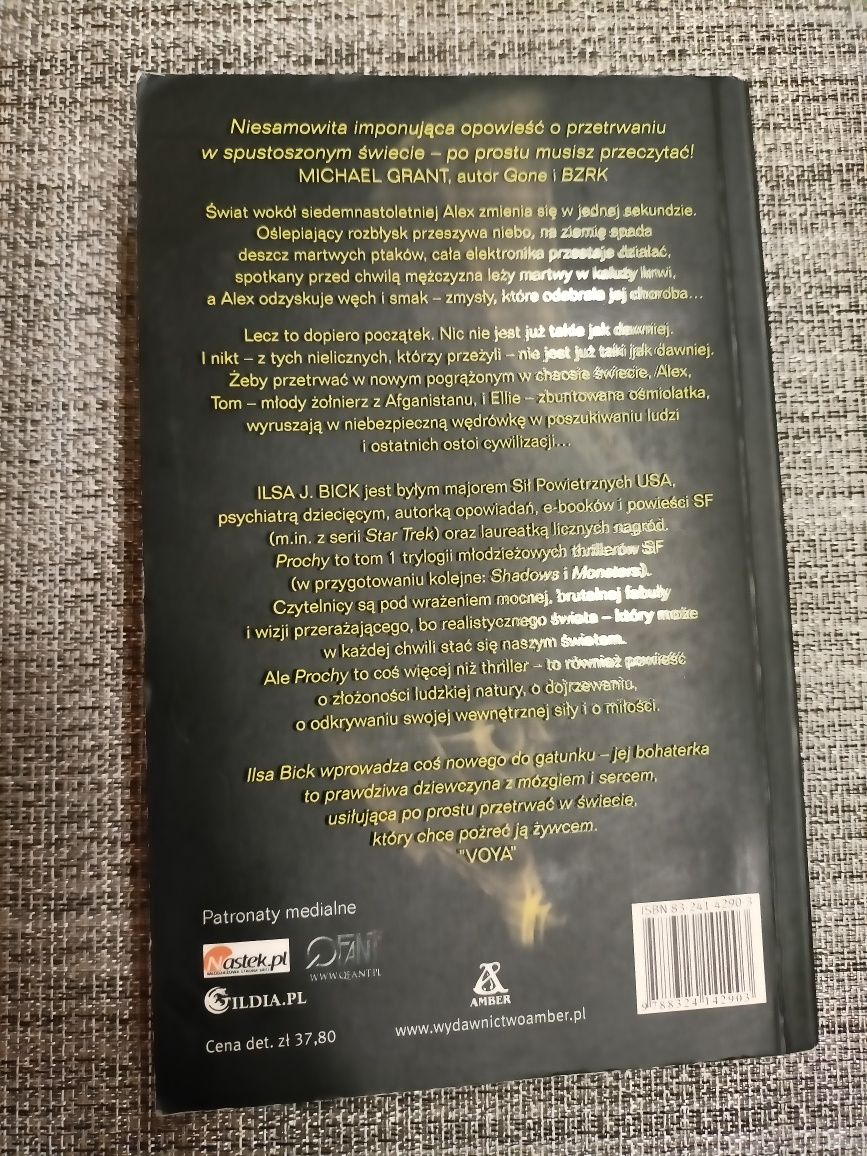 Niesamowita imponująca opowieść o przetrwaniu
w spustoszonym świecie – po prostu musisz przeczytać!
MICHAEL GRANT, autor Gone i BZRK
Świat wokół siedemnastoletniej Alex zmienia się w jednej sekundzie.
Oślepiający rozbłysk przeszywa niebo, na ziemię spada
deszcz martwych ptaków, cała elektronika przestaje działać,
spotkany przed chwilą mężczyzna leży martwy w kałuży krwi,
a Alex odzyskuje węch i smak – zmysły, które odebrała jej choroba...
Lecz to dopiero początek. Nic nie jest już takie jak dawniej.
I nikt – z tych nielicznych, którzy przeżyli – nie jest już taki jak dawniej.
Żeby przetrwać w nowym pogrążonym w chaosie świecie, Alex,
Tom – młody żołnierz z Afganistanu, i Ellie – zbuntowana ośmiolatka,
wyruszają w niebezpieczną wędrówkę w poszukiwaniu ludzi
i ostatnich ostoi cywilizacji...
ILSA J. BICK jest byłym majorem Sił Powietrznych USA,
psychiatrą dziecięcym, autorką opowiadań, e-booków i powieści SF
(m.in. z serii Star Trek) oraz laureatką licznych nagród.
Prochy to tom 1 trylogii młodzieżowych thrillerów SF
(w przygotowaniu kolejne: Shadows i Monsters).
Czytelnicy są pod wrażeniem mocnej, brutalnej fabuły
i wizji przerażającego, bo realistycznego świata – który może
w każdej chwili stać się naszym światem.
Ale Prochy to coś więcej niż thriller – to również powieść
o złożoności ludzkiej natury, o dojrzewaniu,
o odkrywaniu swojej wewnętrznej siły i o miłości.
Ilsa Bick wprowadza coś nowego do gatunku – jej bohaterka
to prawdziwa dziewczyna z mózgiem i sercem,
usiłująca po prostu przetrwać w świecie,
który chce pożreć ją żywcem.
"VOYA"
Patronaty medialne
Nastek.pl
QFANT
WWW.QFANT.PL
GILDIA.PL
AMBER
www.wydawnictwoamber.pl
Cena det. zł 37,80
ISBN 83 241 4290 3
9 788324 142903